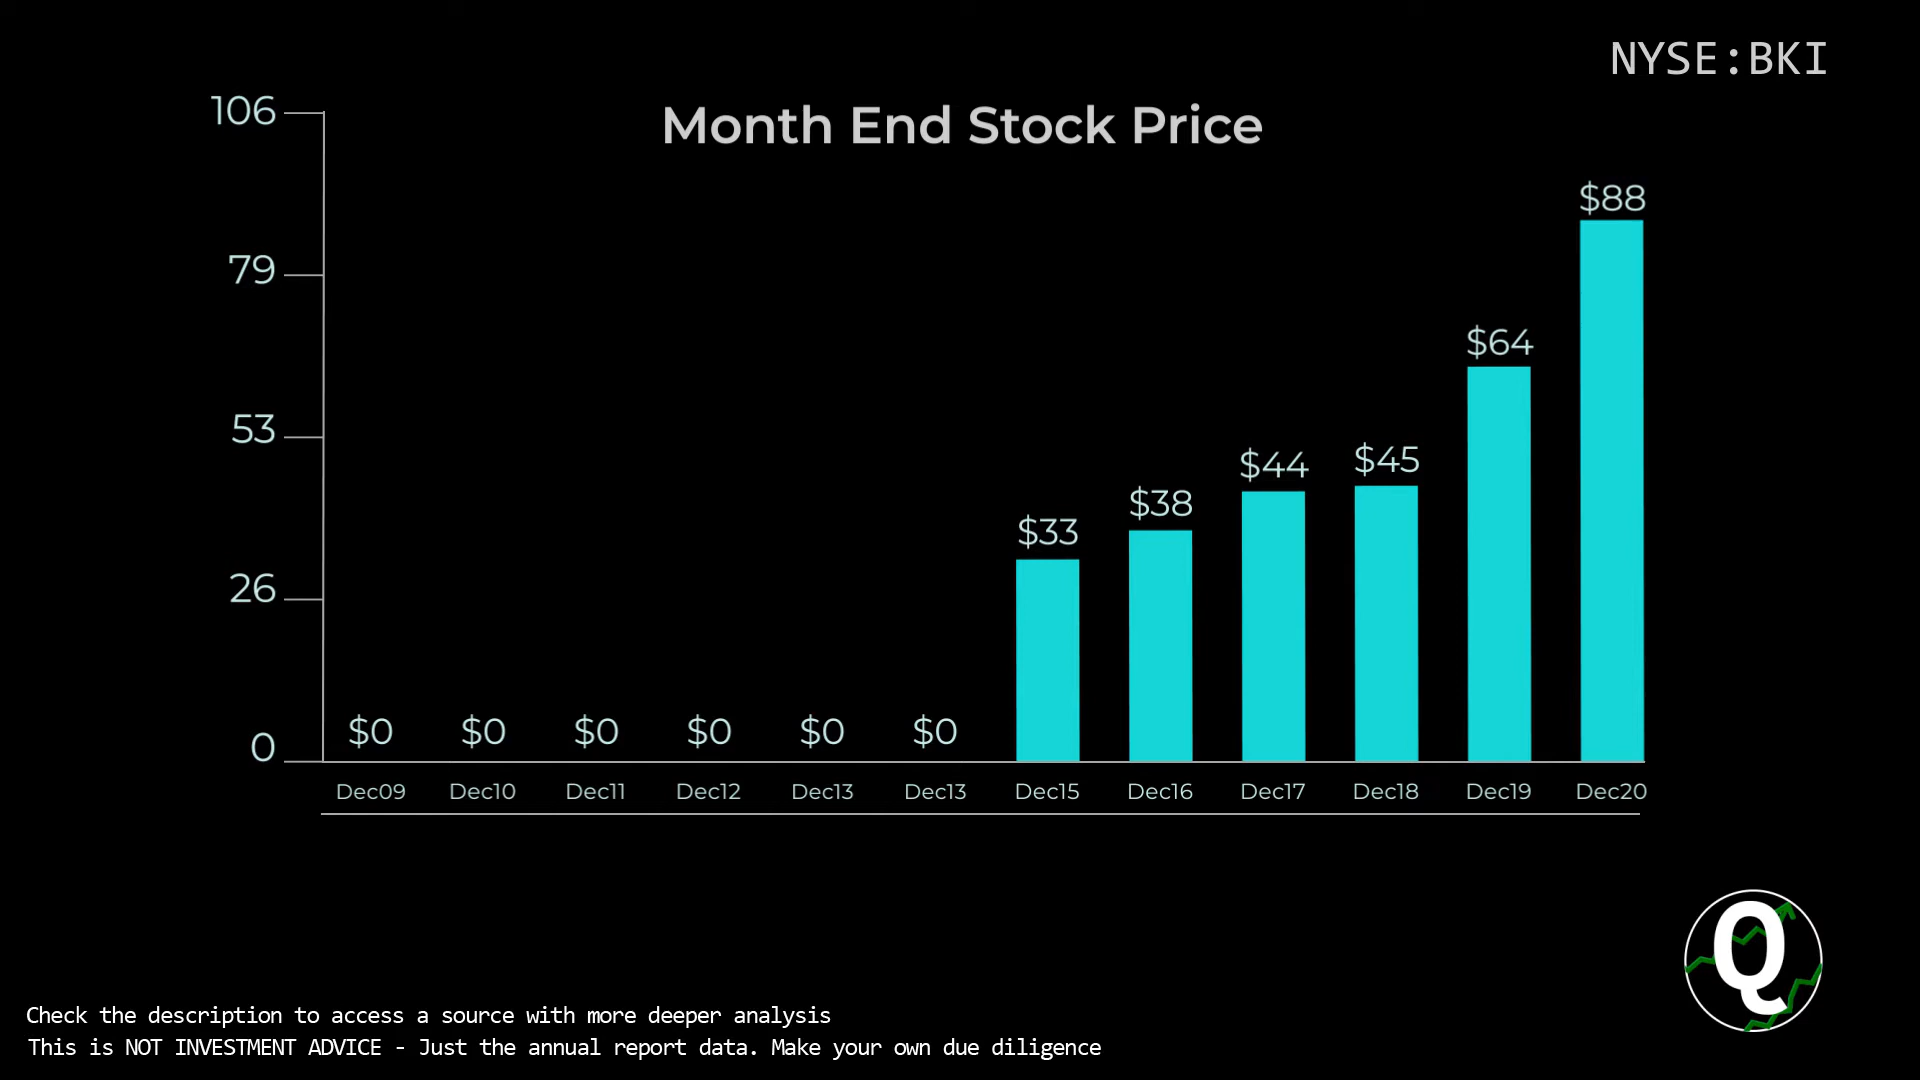 NYSE:BKI
Month End Stock Price
106
79
53
26
0
$0 $0 $0 $0 $0 $0 $33 $38 $44 $45 $64 $88
Dec09 Dec10 Dec11 Dec12 Dec13 Dec13 Dec15 Dec16 Dec17 Dec18 Dec19 Dec20
Q
Check the description to access a source with more deeper analysis
This is NOT INVESTMENT ADVICE - Just the annual report data. Make your own due diligence